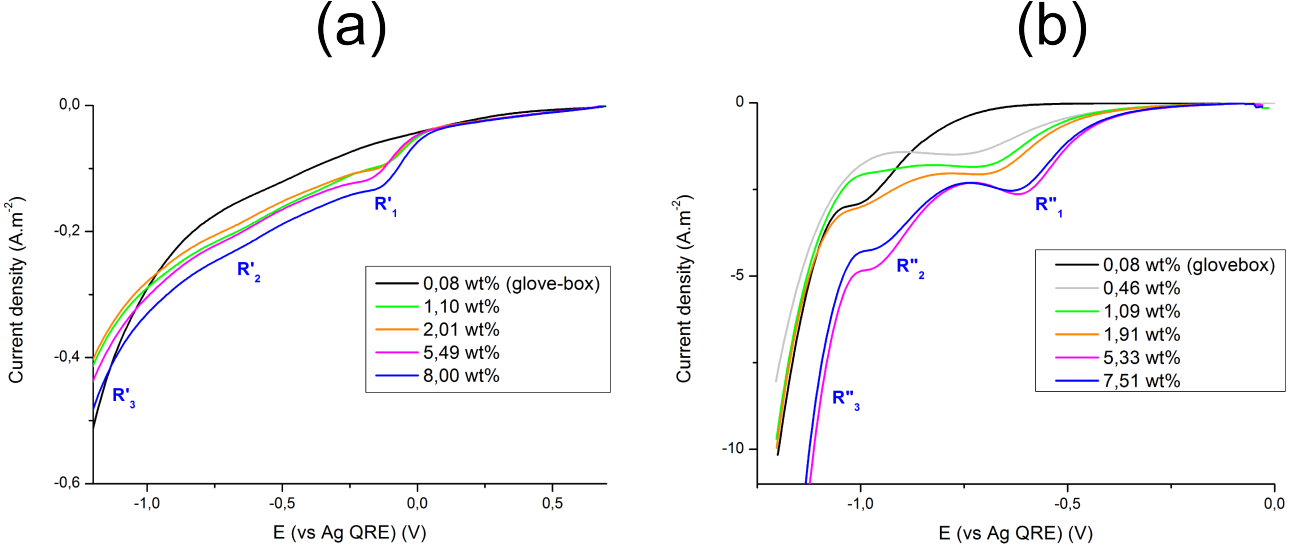 (a)
0,0
-0,2
-0,4
-0,6
-1,0
-0,5
0,0
0,5
Current density (A.m⁻²)
E (vs Ag QRE) (V)
R'₁
R'₂
R'₃
0,08 wt% (glove-box)
1,10 wt%
2,01 wt%
5,49 wt%
8,00 wt%
(b)
0
-5
-10
-1,0
-0,5
0,0
Current density (A.m⁻²)
E (vs Ag QRE) (V)
R"₁
R"₂
R"₃
0,08 wt% (glovebox)
0,46 wt%
1,09 wt%
1,91 wt%
5,33 wt%
7,51 wt%